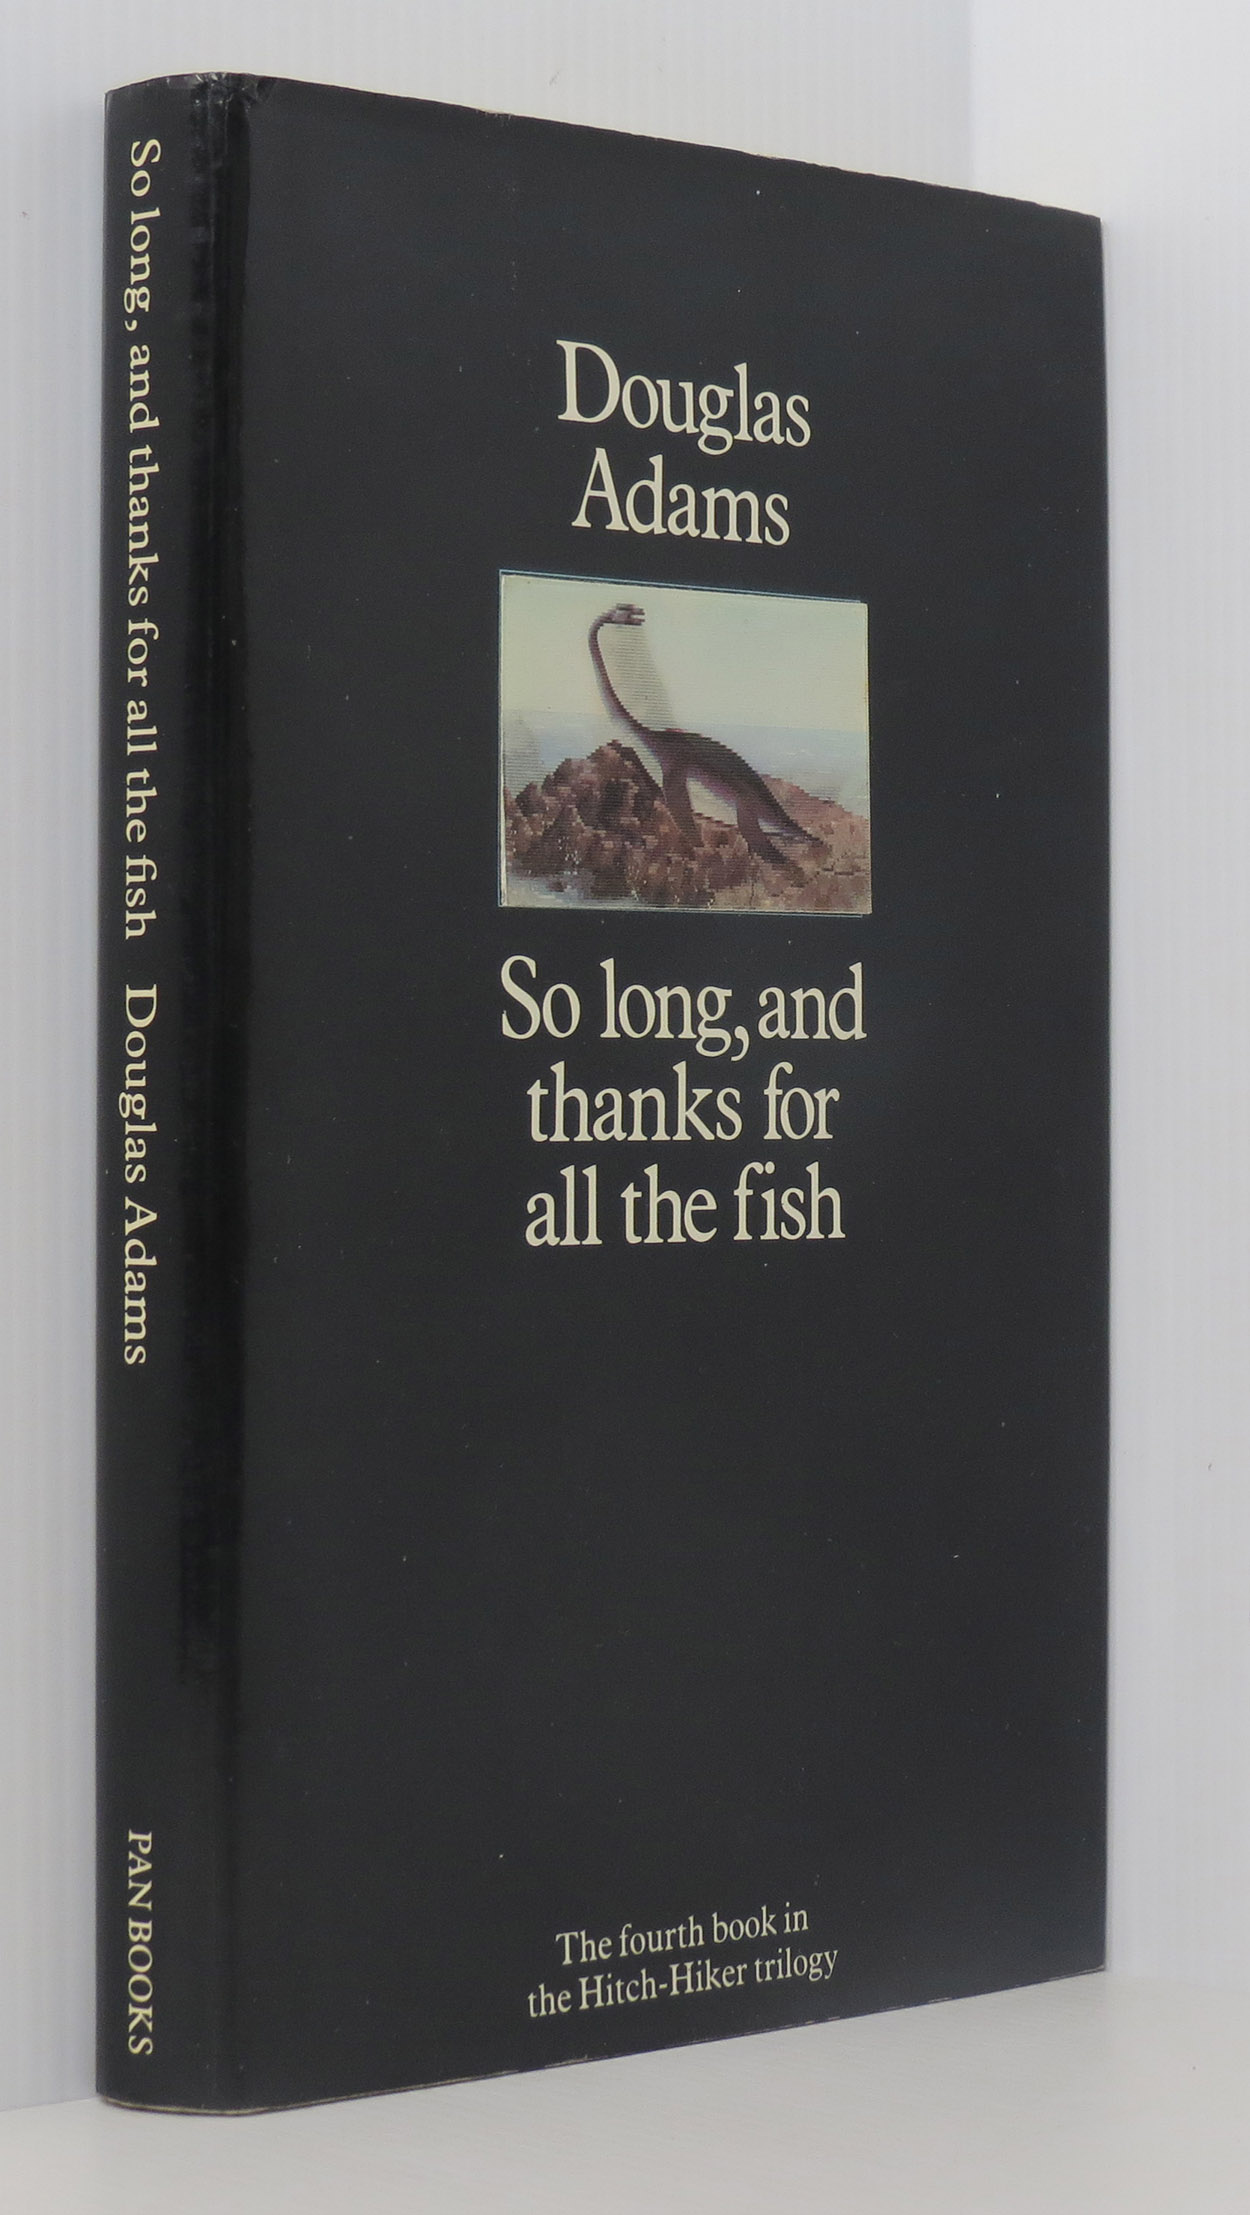 So long, and thanks for all the fish Douglas Adams
PAN BOOKS
Douglas
Adams
So long, and
thanks for
all the fish
The fourth book in
the Hitch-Hiker trilogy